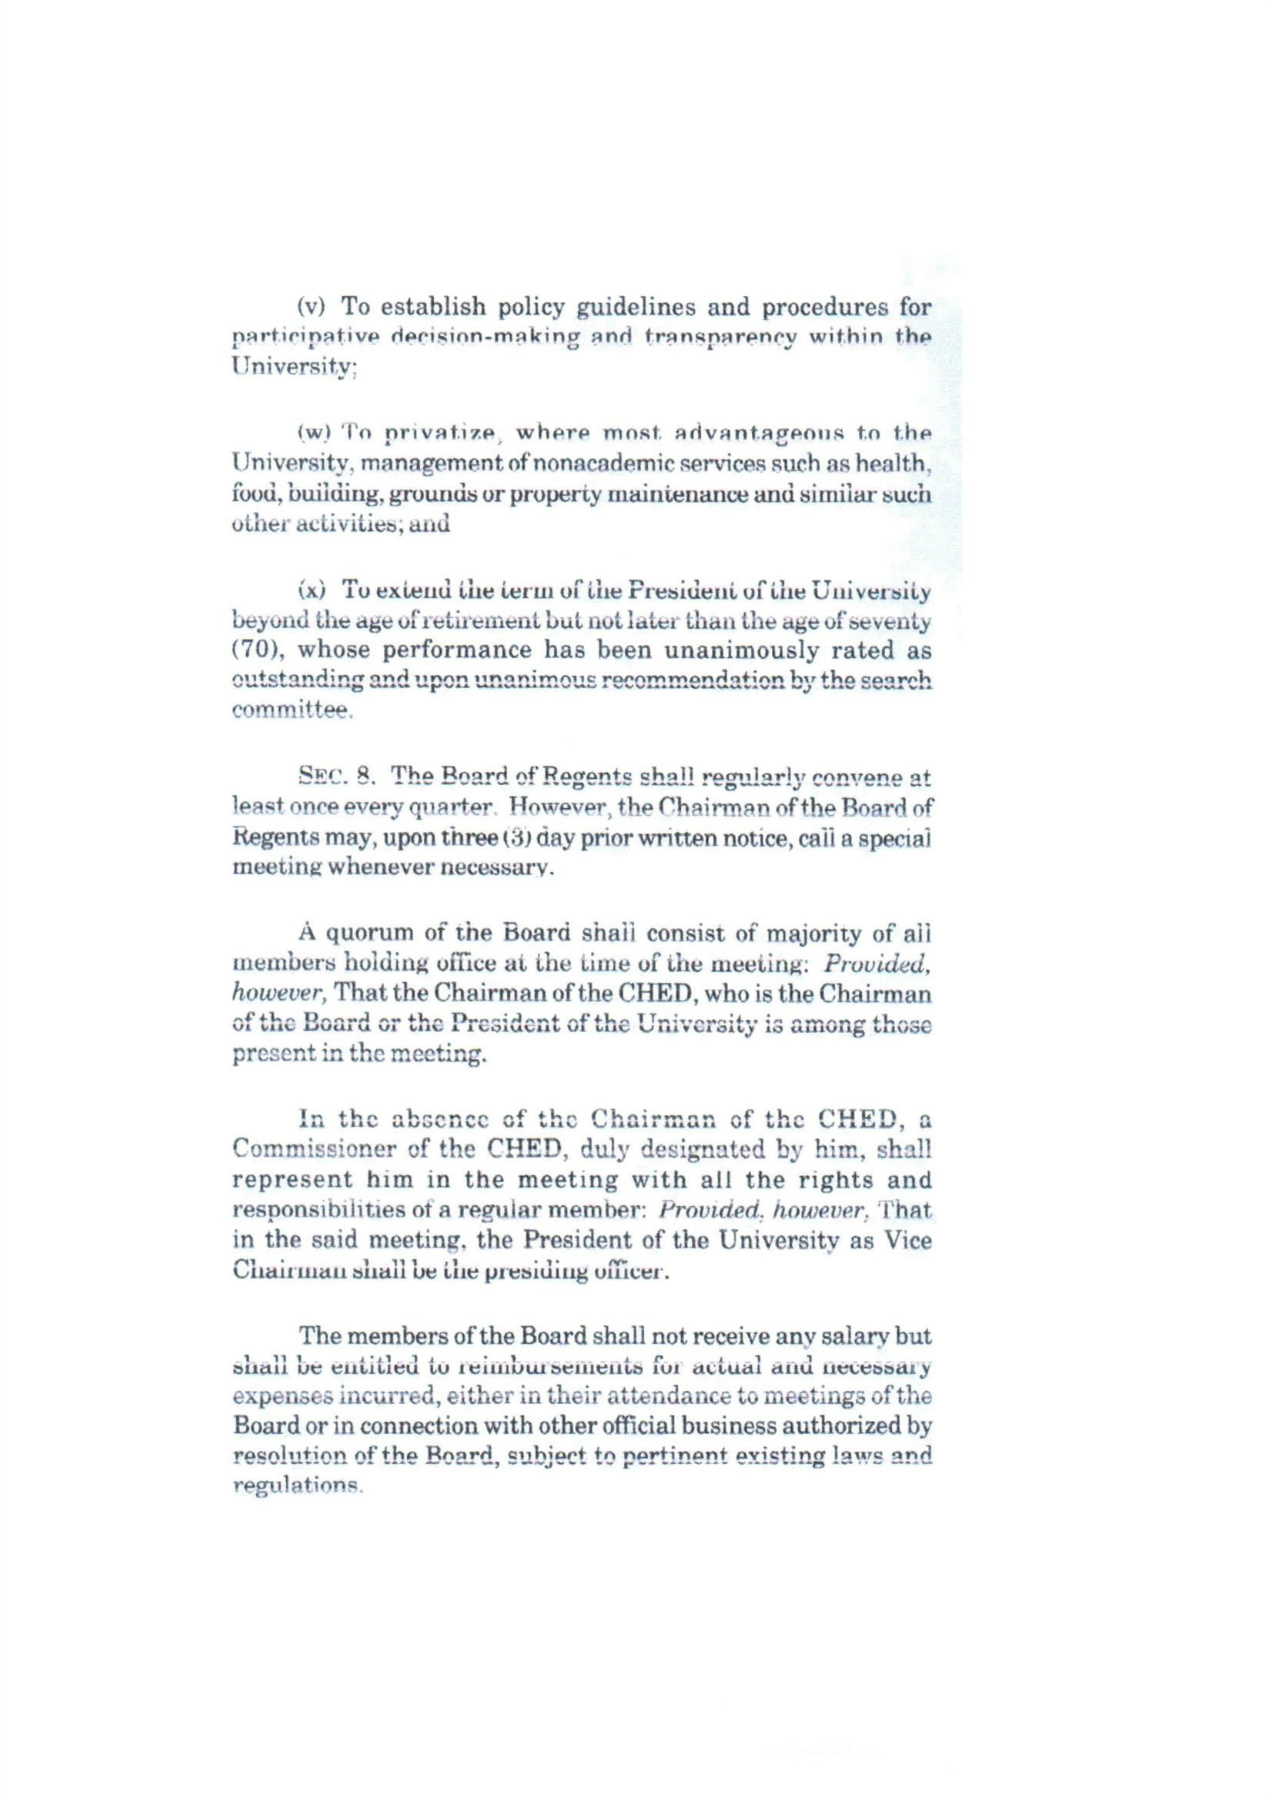 (v) To establish policy guidelines and procedures for
participative decision-making and transparency within the
University;
(w) To privatize, where most advantageous to the
University, management of nonacademic services such as health,
food, building, grounds or property maintenance and similar such
other activities; and
(x) To extend the term of the President of the University
beyond the age of retirement but not later than the age of seventy
(70), whose performance has been unanimously rated as
outstanding and upon unanimous recommendation by the search
committee.
SEC. 8. The Board of Regents shall regularly convene at
least once every quarter. However, the Chairman of the Board of
Regents may, upon three (3) day prior written notice, call a special
meeting whenever necessary.
A quorum of the Board shall consist of majority of all
members holding office at the time of the meeting: Provided,
however, That the Chairman of the CHED, who is the Chairman
of the Board or the President of the University is among those
present in the meeting.
In the absence of the Chairman of the CHED, a
Commissioner of the CHED, duly designated by him, shall
represent him in the meeting with all the rights and
responsibilities of a regular member: Provided, however, That
in the said meeting, the President of the University as Vice
Chairman shall be the presiding officer.
The members of the Board shall not receive any salary but
shall be entitled to reimbursements for actual and necessary
expenses incurred, either in their attendance to meetings of the
Board or in connection with other official business authorized by
resolution of the Board, subject to pertinent existing laws and
regulations.